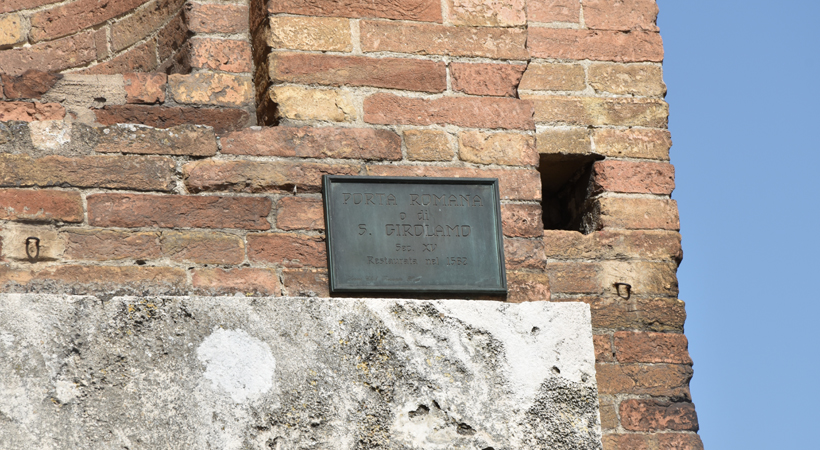 PORTA ROMANA
o di
S. GIROLAMO
Sec. XV
Restaurata nel